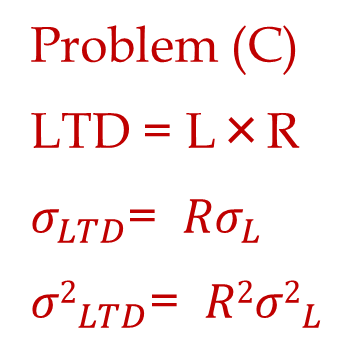 Problem (C)
LTD = L × R
σ_LTD = Rσ_L
σ²_LTD = R²σ²_L